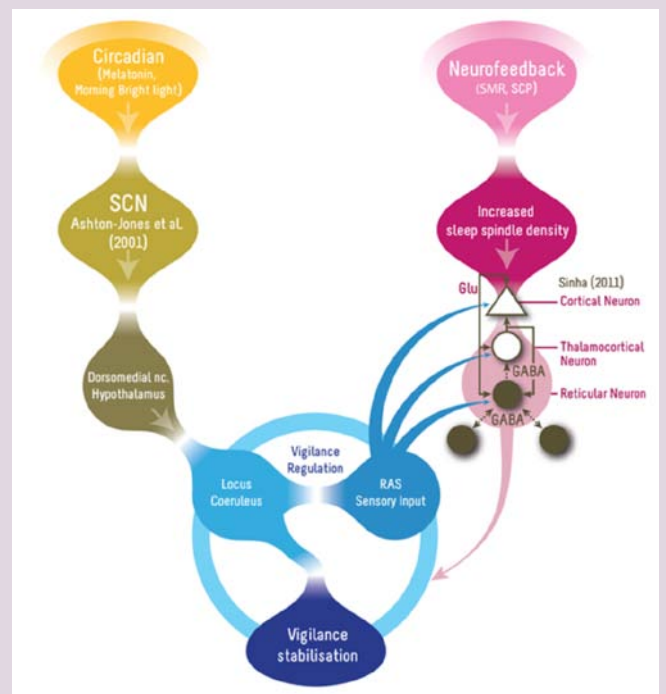 Circadian
(Melatonin,
Morning Bright light)
SCN
Ashton-Jones et al.
(2001)
Dorsomedial nc.
Hypothalamus
Locus
Coeruleus
Vigilance
Regulation
RAS
Sensory input
Vigilance
stabilisation
Neurofeedback
(SMR, SCP)
Increased
sleep spindle density
Sinha (2011)
Glu
Cortical Neuron
Thalamocortical
Neuron
GABA
Reticular Neuron
GABA